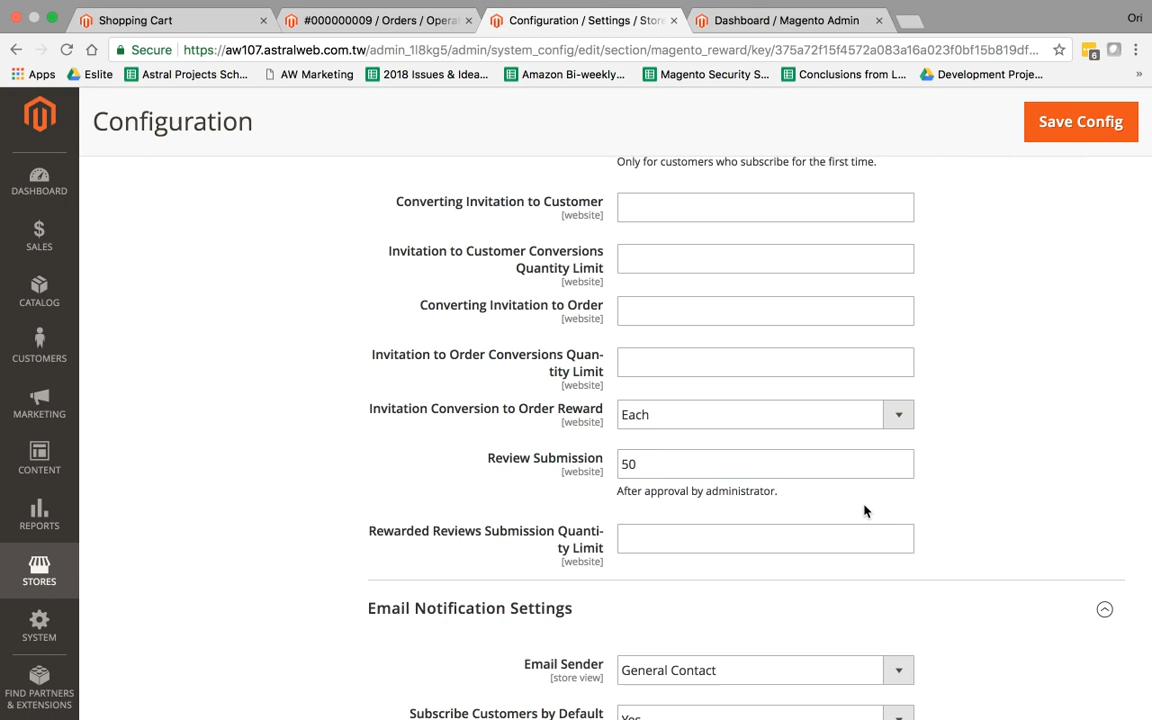 Shopping Cart
#000000009 / Orders / Opera
Configuration / Settings / Store
Dashboard / Magento Admin
Ori
Secure
https://aw107.astralweb.com.tw/admin_1l8kg5/admin/system_config/edit/section/magento_reward/key/375a72f15f4572a083a16a023f0bf15b819df...
6
Apps
Eslite
Astral Projects Sch...
AW Marketing
2018 Issues & Idea...
Amazon Bi-weekly...
Magento Security S...
Conclusions from L...
Development Proje...
»
Configuration
Save Config
DASHBOARD
SALES
CATALOG
CUSTOMERS
MARKETING
CONTENT
REPORTS
STORES
SYSTEM
FIND PARTNERS
& EXTENSIONS
Only for customers who subscribe for the first time.
Converting Invitation to Customer
[website]
Invitation to Customer Conversions
Quantity Limit
[website]
Converting Invitation to Order
[website]
Invitation to Order Conversions Quan-
tity Limit
[website]
Invitation Conversion to Order Reward
[website]
Each
Review Submission
[website]
50
After approval by administrator.
Rewarded Reviews Submission Quanti-
ty Limit
[website]
Email Notification Settings
Email Sender
[store view]
General Contact
Subscribe Customers by Default
Yes